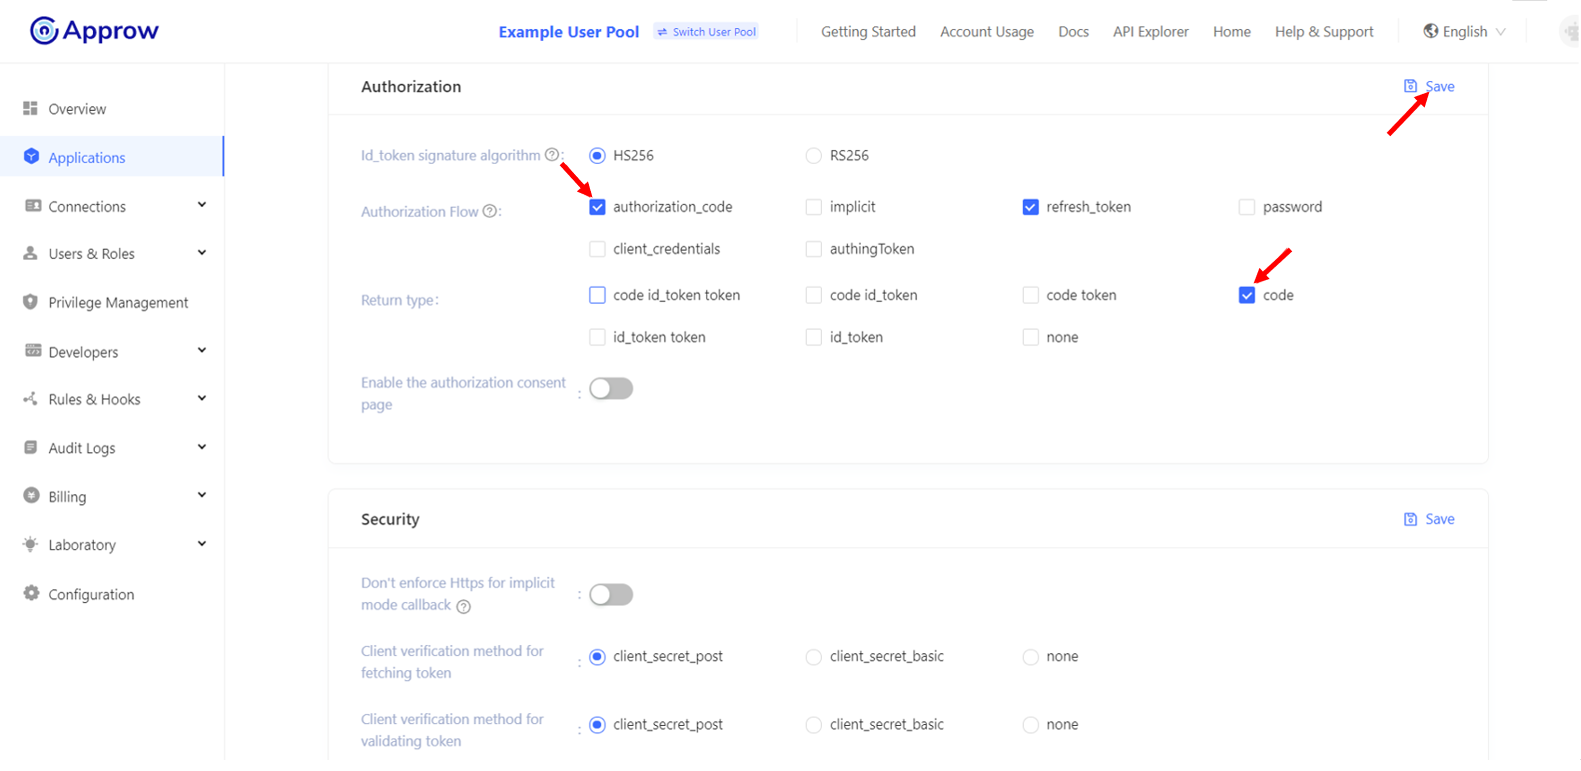 Approw
Example User Pool
Switch User Pool
Getting Started
Account Usage
Docs
API Explorer
Home
Help & Support
English
Overview
Applications
Connections
Users & Roles
Privilege Management
Developers
Rules & Hooks
Audit Logs
Billing
Laboratory
Configuration
Authorization
Save
Id_token signature algorithm ? :
HS256
RS256
Authorization Flow ? :
authorization_code
implicit
refresh_token
password
client_credentials
authingToken
Return type :
code id_token token
code id_token
code token
code
id_token token
id_token
none
Enable the authorization consent
page :
Security
Save
Don't enforce Https for implicit
mode callback ? :
Client verification method for
fetching token :
client_secret_post
client_secret_basic
none
Client verification method for
validating token :
client_secret_post
client_secret_basic
none